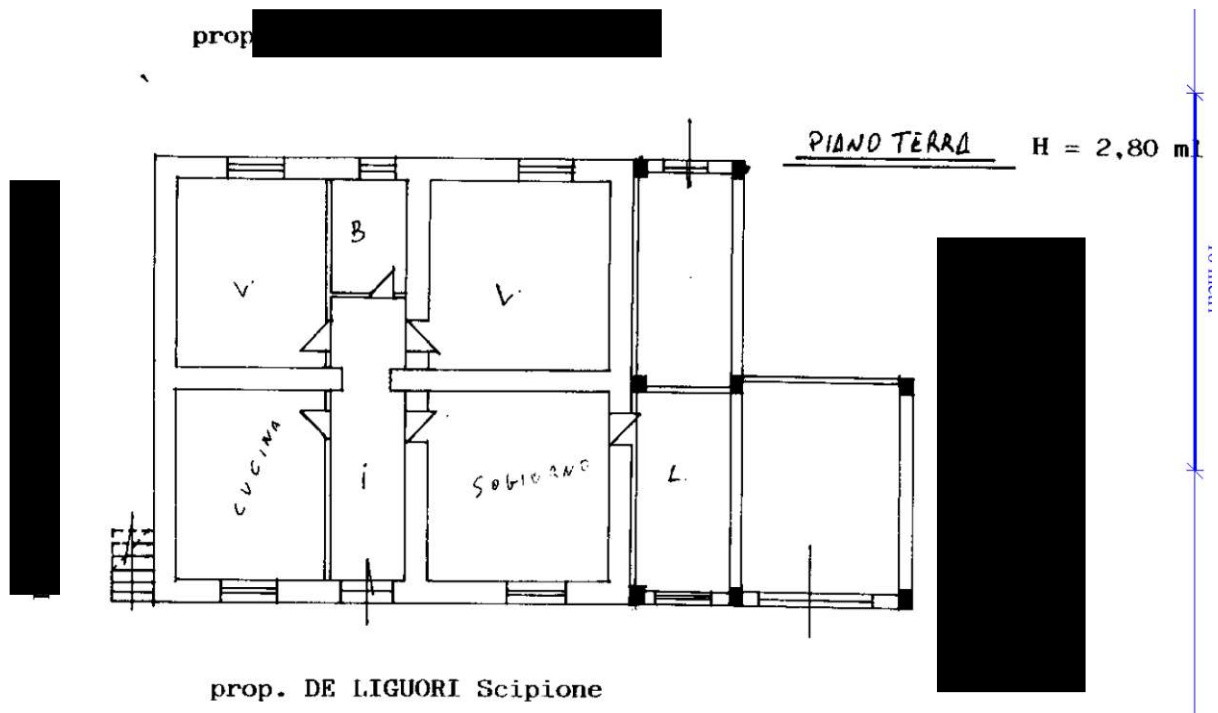 prop
PIANO TERRA H = 2,80 ml
B
V. V.
CUCINA
i
SOGIORNO
L.
prop. DE LIGUORI Scipione